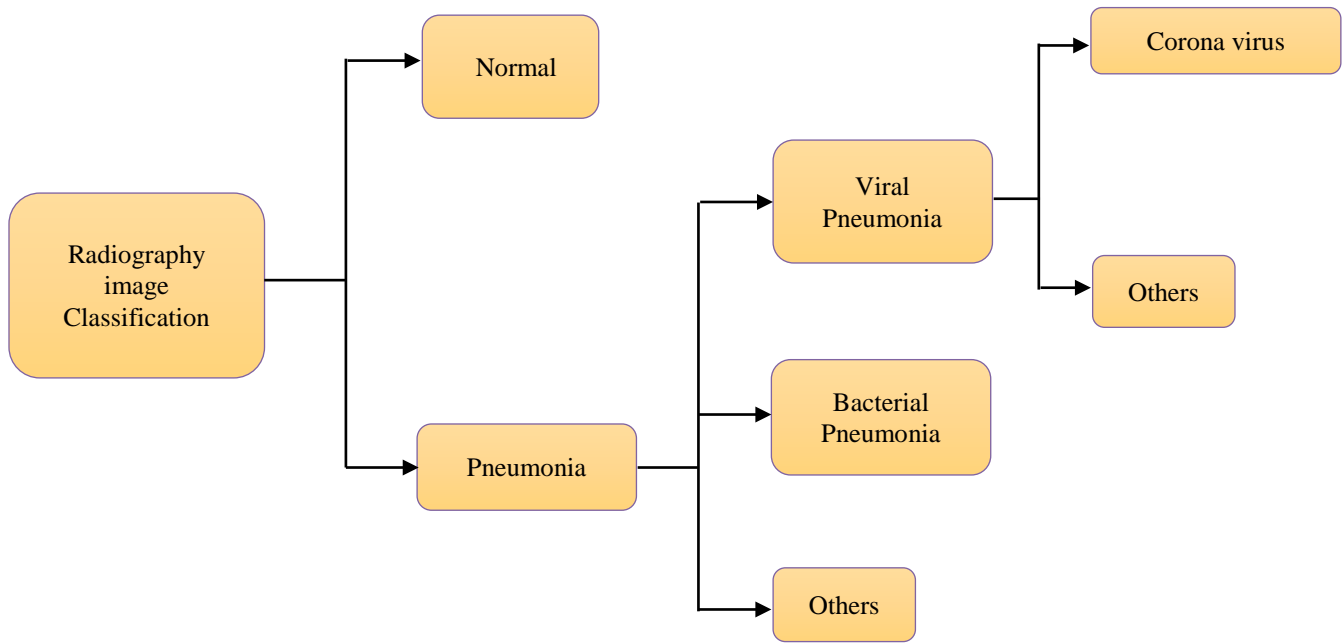 Normal
Corona virus
Radiography
image
Classification
Viral
Pneumonia
Others
Bacterial
Pneumonia
Pneumonia
Others